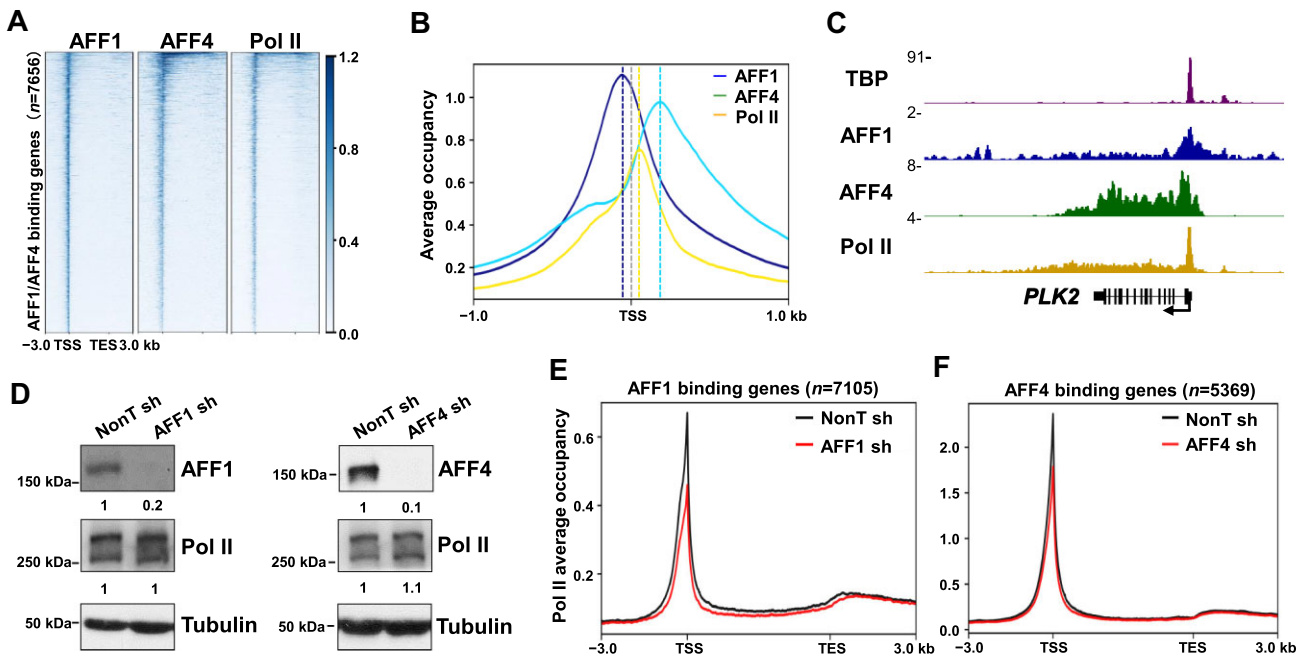 A
AFF1 AFF4 Pol II
AFF1/AFF4 binding genes (n=7656)
1.2
0.8
0.4
0.0
−3.0 TSS TES 3.0 kb
B
Average occupancy
1.0
0.8
0.6
0.4
0.2
AFF1
AFF4
Pol II
−1.0 TSS 1.0 kb
C
TBP
91-
2-
AFF1
8-
AFF4
4-
Pol II
PLK2
D
NonT sh AFF1 sh
150 kDa
AFF1
1 0.2
250 kDa
Pol II
1 1
50 kDa
Tubulin
NonT sh AFF4 sh
150 kDa
AFF4
1 0.1
250 kDa
Pol II
1 1.1
50 kDa
Tubulin
E
AFF1 binding genes (n=7105)
Pol II average occupancy
0.6
0.4
0.2
NonT sh
AFF1 sh
−3.0 TSS TES 3.0 kb
F
AFF4 binding genes (n=5369)
2.0
1.5
1.0
0.5
0.0
NonT sh
AFF4 sh
−3.0 TSS TES 3.0 kb